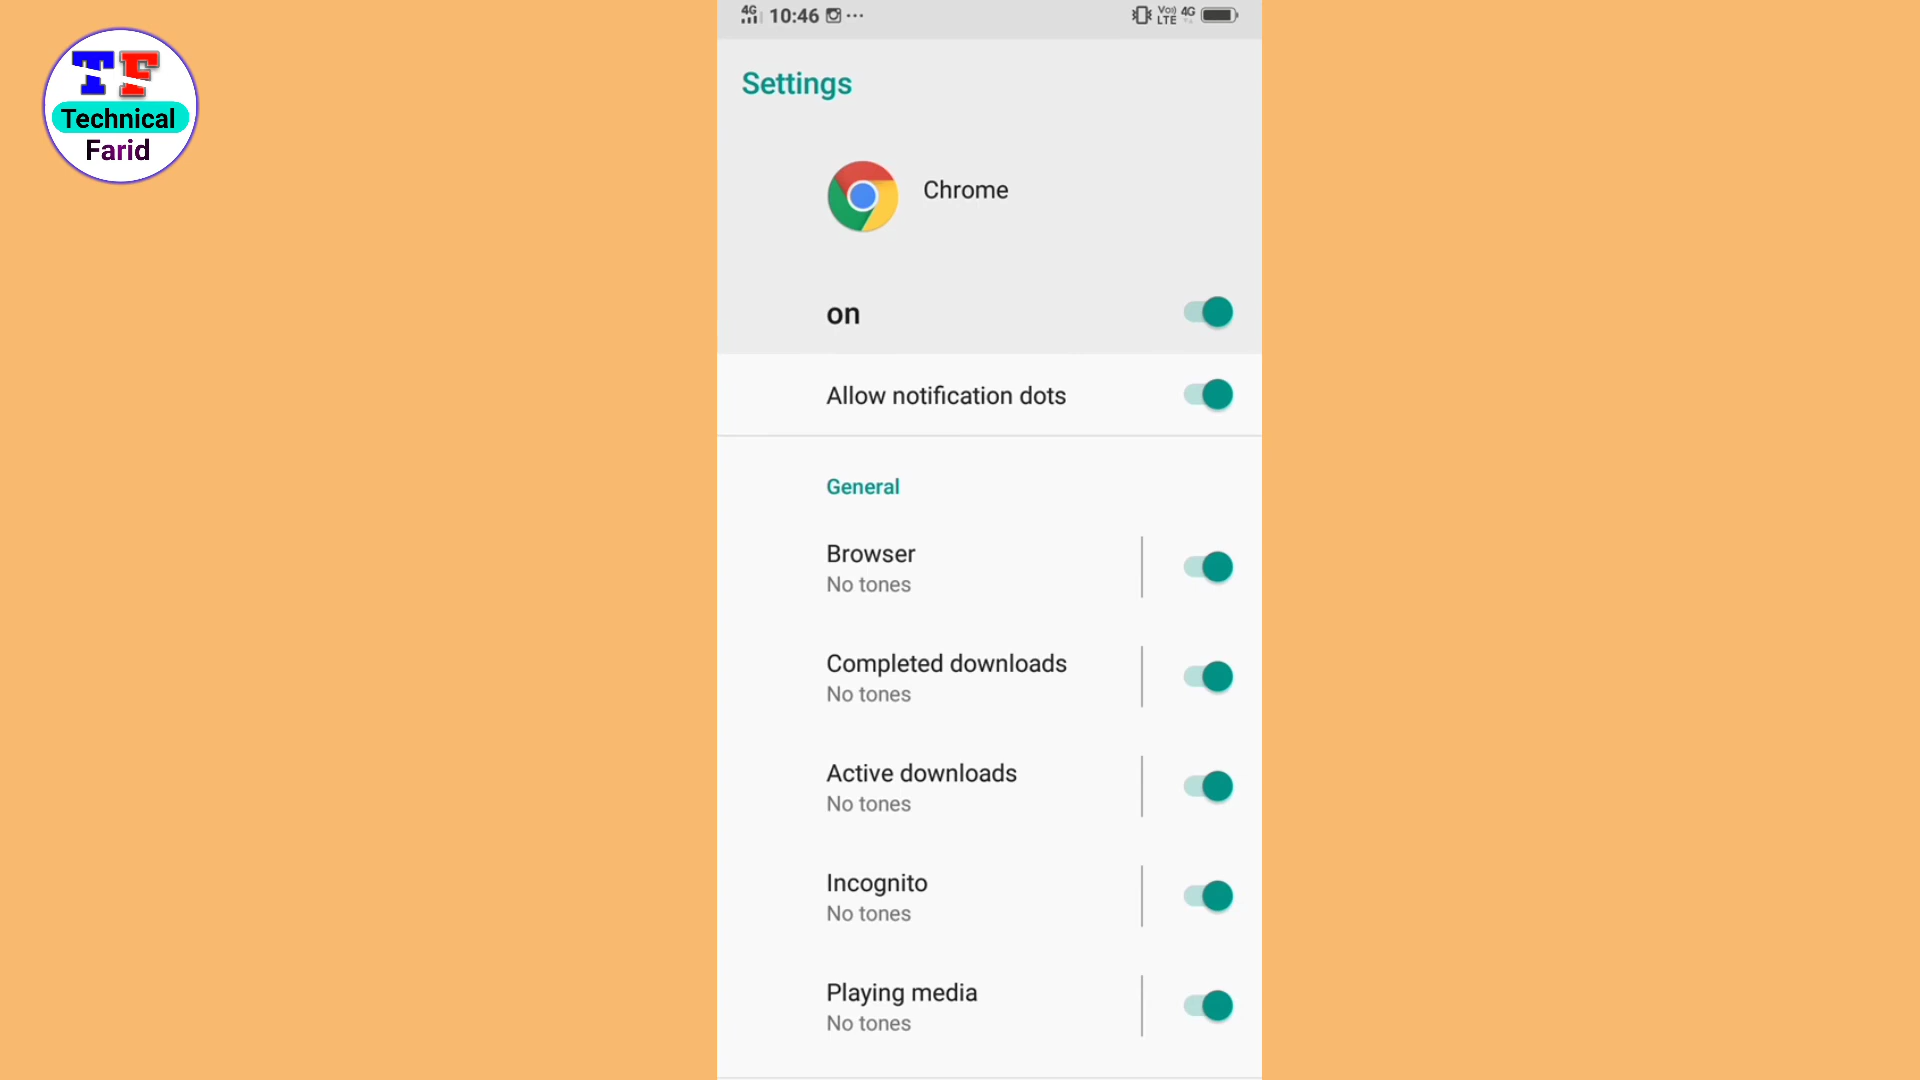 TF
Technical
Farid
4G 10:46 ... Vo)) LTE 4G
Settings
Chrome
on
Allow notification dots
General
Browser
No tones
Completed downloads
No tones
Active downloads
No tones
Incognito
No tones
Playing media
No tones